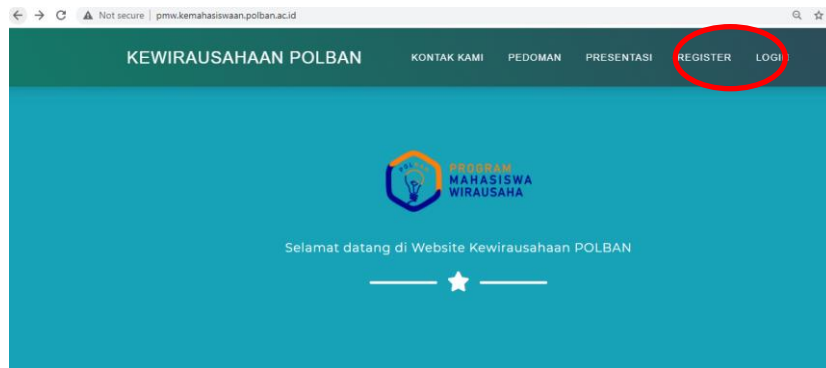 Not secure | pmw.kemahasiswaan.polban.ac.id
KEWIRAUSAHAAN POLBAN KONTAK KAMI PEDOMAN PRESENTASI REGISTER LOGIN
PROGRAM
MAHASISWA
WIRAUSAHA
Selamat datang di Website Kewirausahaan POLBAN